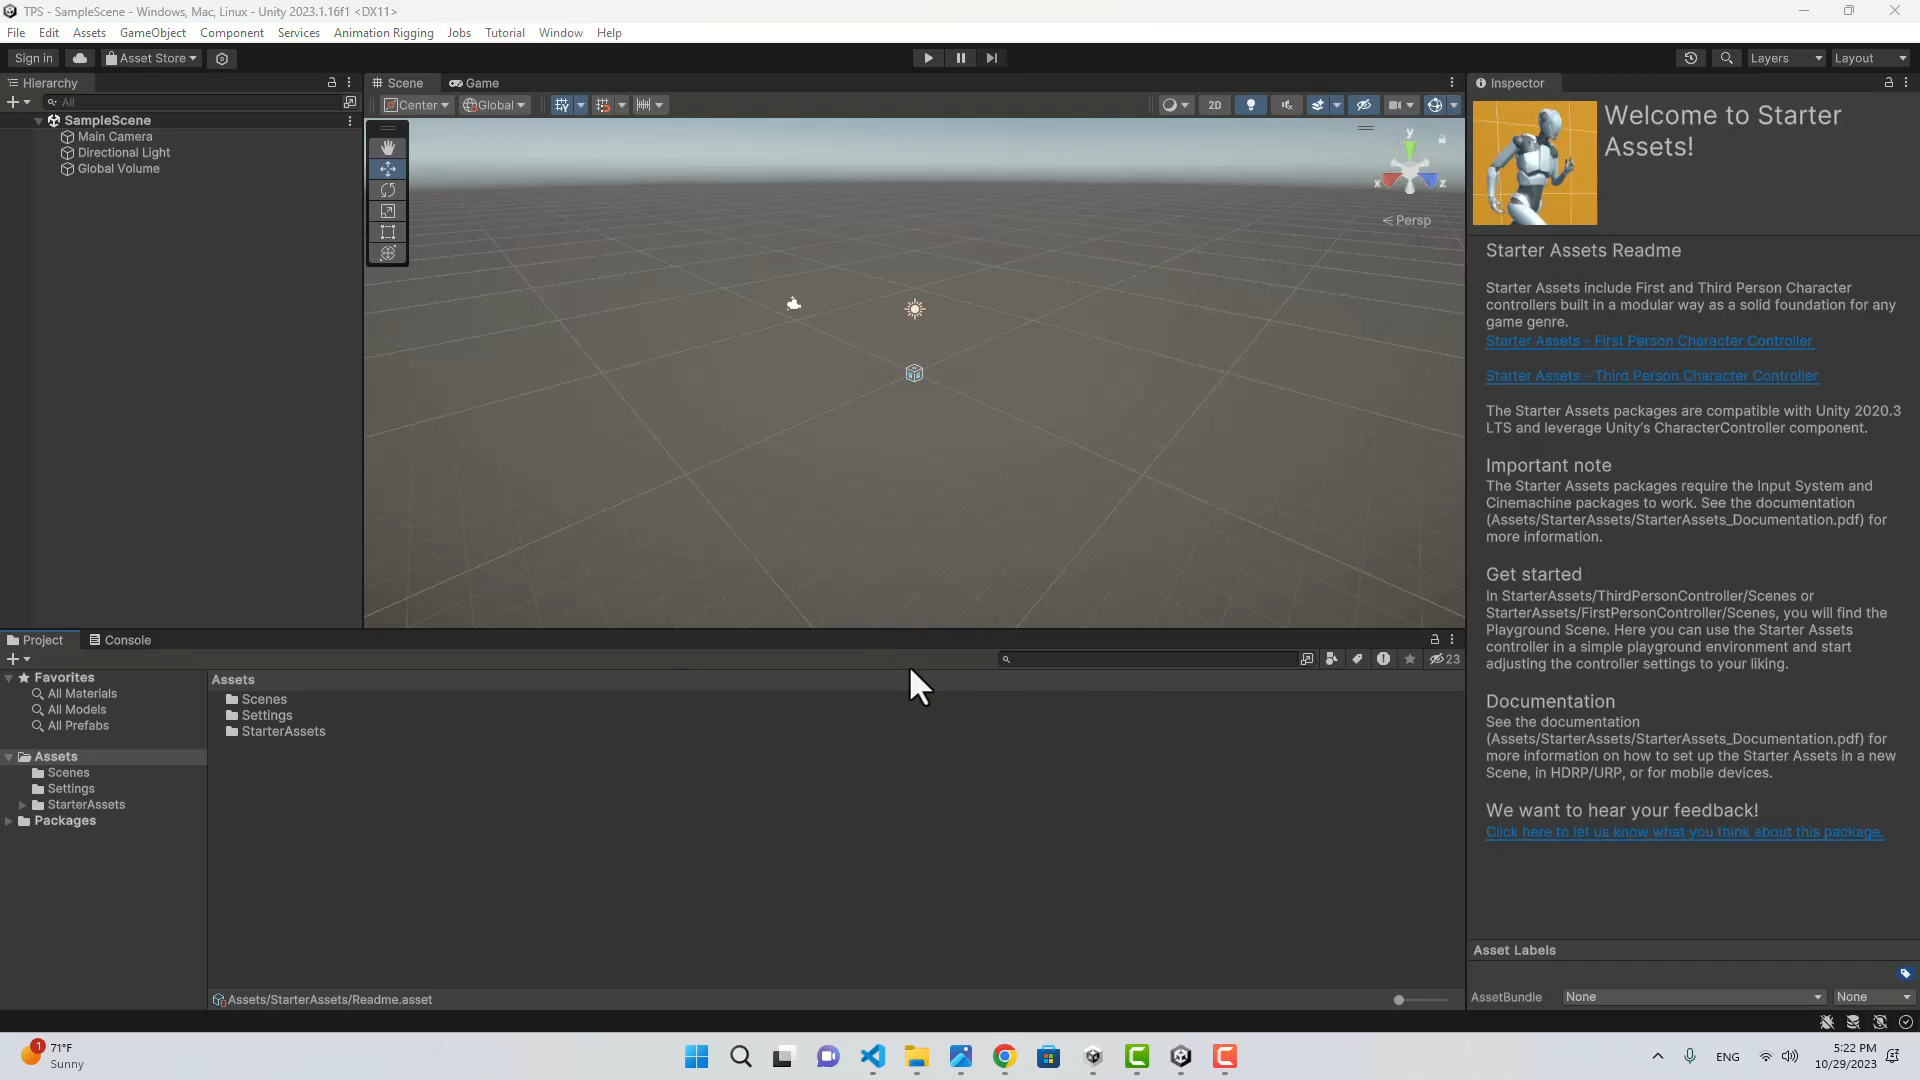 TPS - SampleScene - Windows, Mac, Linux - Unity 2023.1.16f1 <DX11>
File Edit Assets GameObject Component Services Animation Rigging Jobs Tutorial Window Help
Sign in Asset Store Layers Layout
Hierarchy
All
SampleScene
Main Camera
Directional Light
Global Volume
Scene Game
Center Global 2D
y
x z
Persp
Inspector
Welcome to Starter
Assets!
Starter Assets Readme
Starter Assets include First and Third Person Character
controllers built in a modular way as a solid foundation for any
game genre.
Starter Assets - First Person Character Controller
Starter Assets - Third Person Character Controller
The Starter Assets packages are compatible with Unity 2020.3
LTS and leverage Unity's CharacterController component.
Important note
The Starter Assets packages require the Input System and
Cinemachine packages to work. See the documentation
(Assets/StarterAssets/StarterAssets_Documentation.pdf) for
more information.
Get started
In StarterAssets/ThirdPersonController/Scenes or
StarterAssets/FirstPersonController/Scenes, you will find the
Playground Scene. Here you can use the Starter Assets
controller in a simple playground environment and start
adjusting the controller settings to your liking.
Documentation
See the documentation
(Assets/StarterAssets/StarterAssets_Documentation.pdf) for
more information on how to set up the Starter Assets in a new
Scene, in HDRP/URP, or for mobile devices.
We want to hear your feedback!
Click here to let us know what you think about this package.
Asset Labels
AssetBundle None None
Project Console
23
Favorites
All Materials
All Models
All Prefabs
Assets
Scenes
Settings
StarterAssets
Packages
Assets
Scenes
Settings
StarterAssets
Assets/StarterAssets/Readme.asset
1
71°F
Sunny
ENG
5:22 PM
10/29/2023